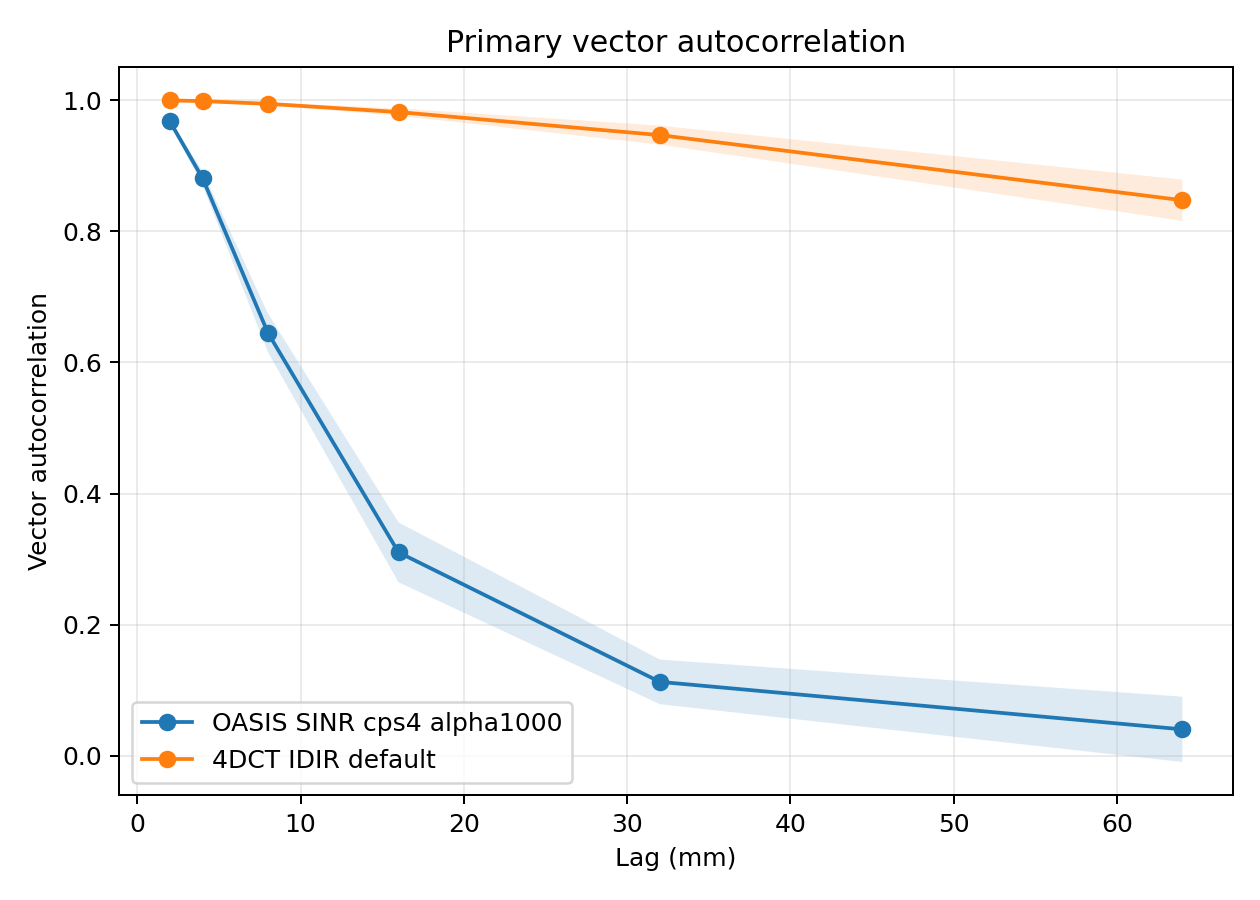 Primary vector autocorrelation
Vector autocorrelation
1.0
0.8
0.6
0.4
0.2
0.0
OASIS SINR cps4 alpha1000
4DCT IDIR default
0 10 20 30 40 50 60
Lag (mm)